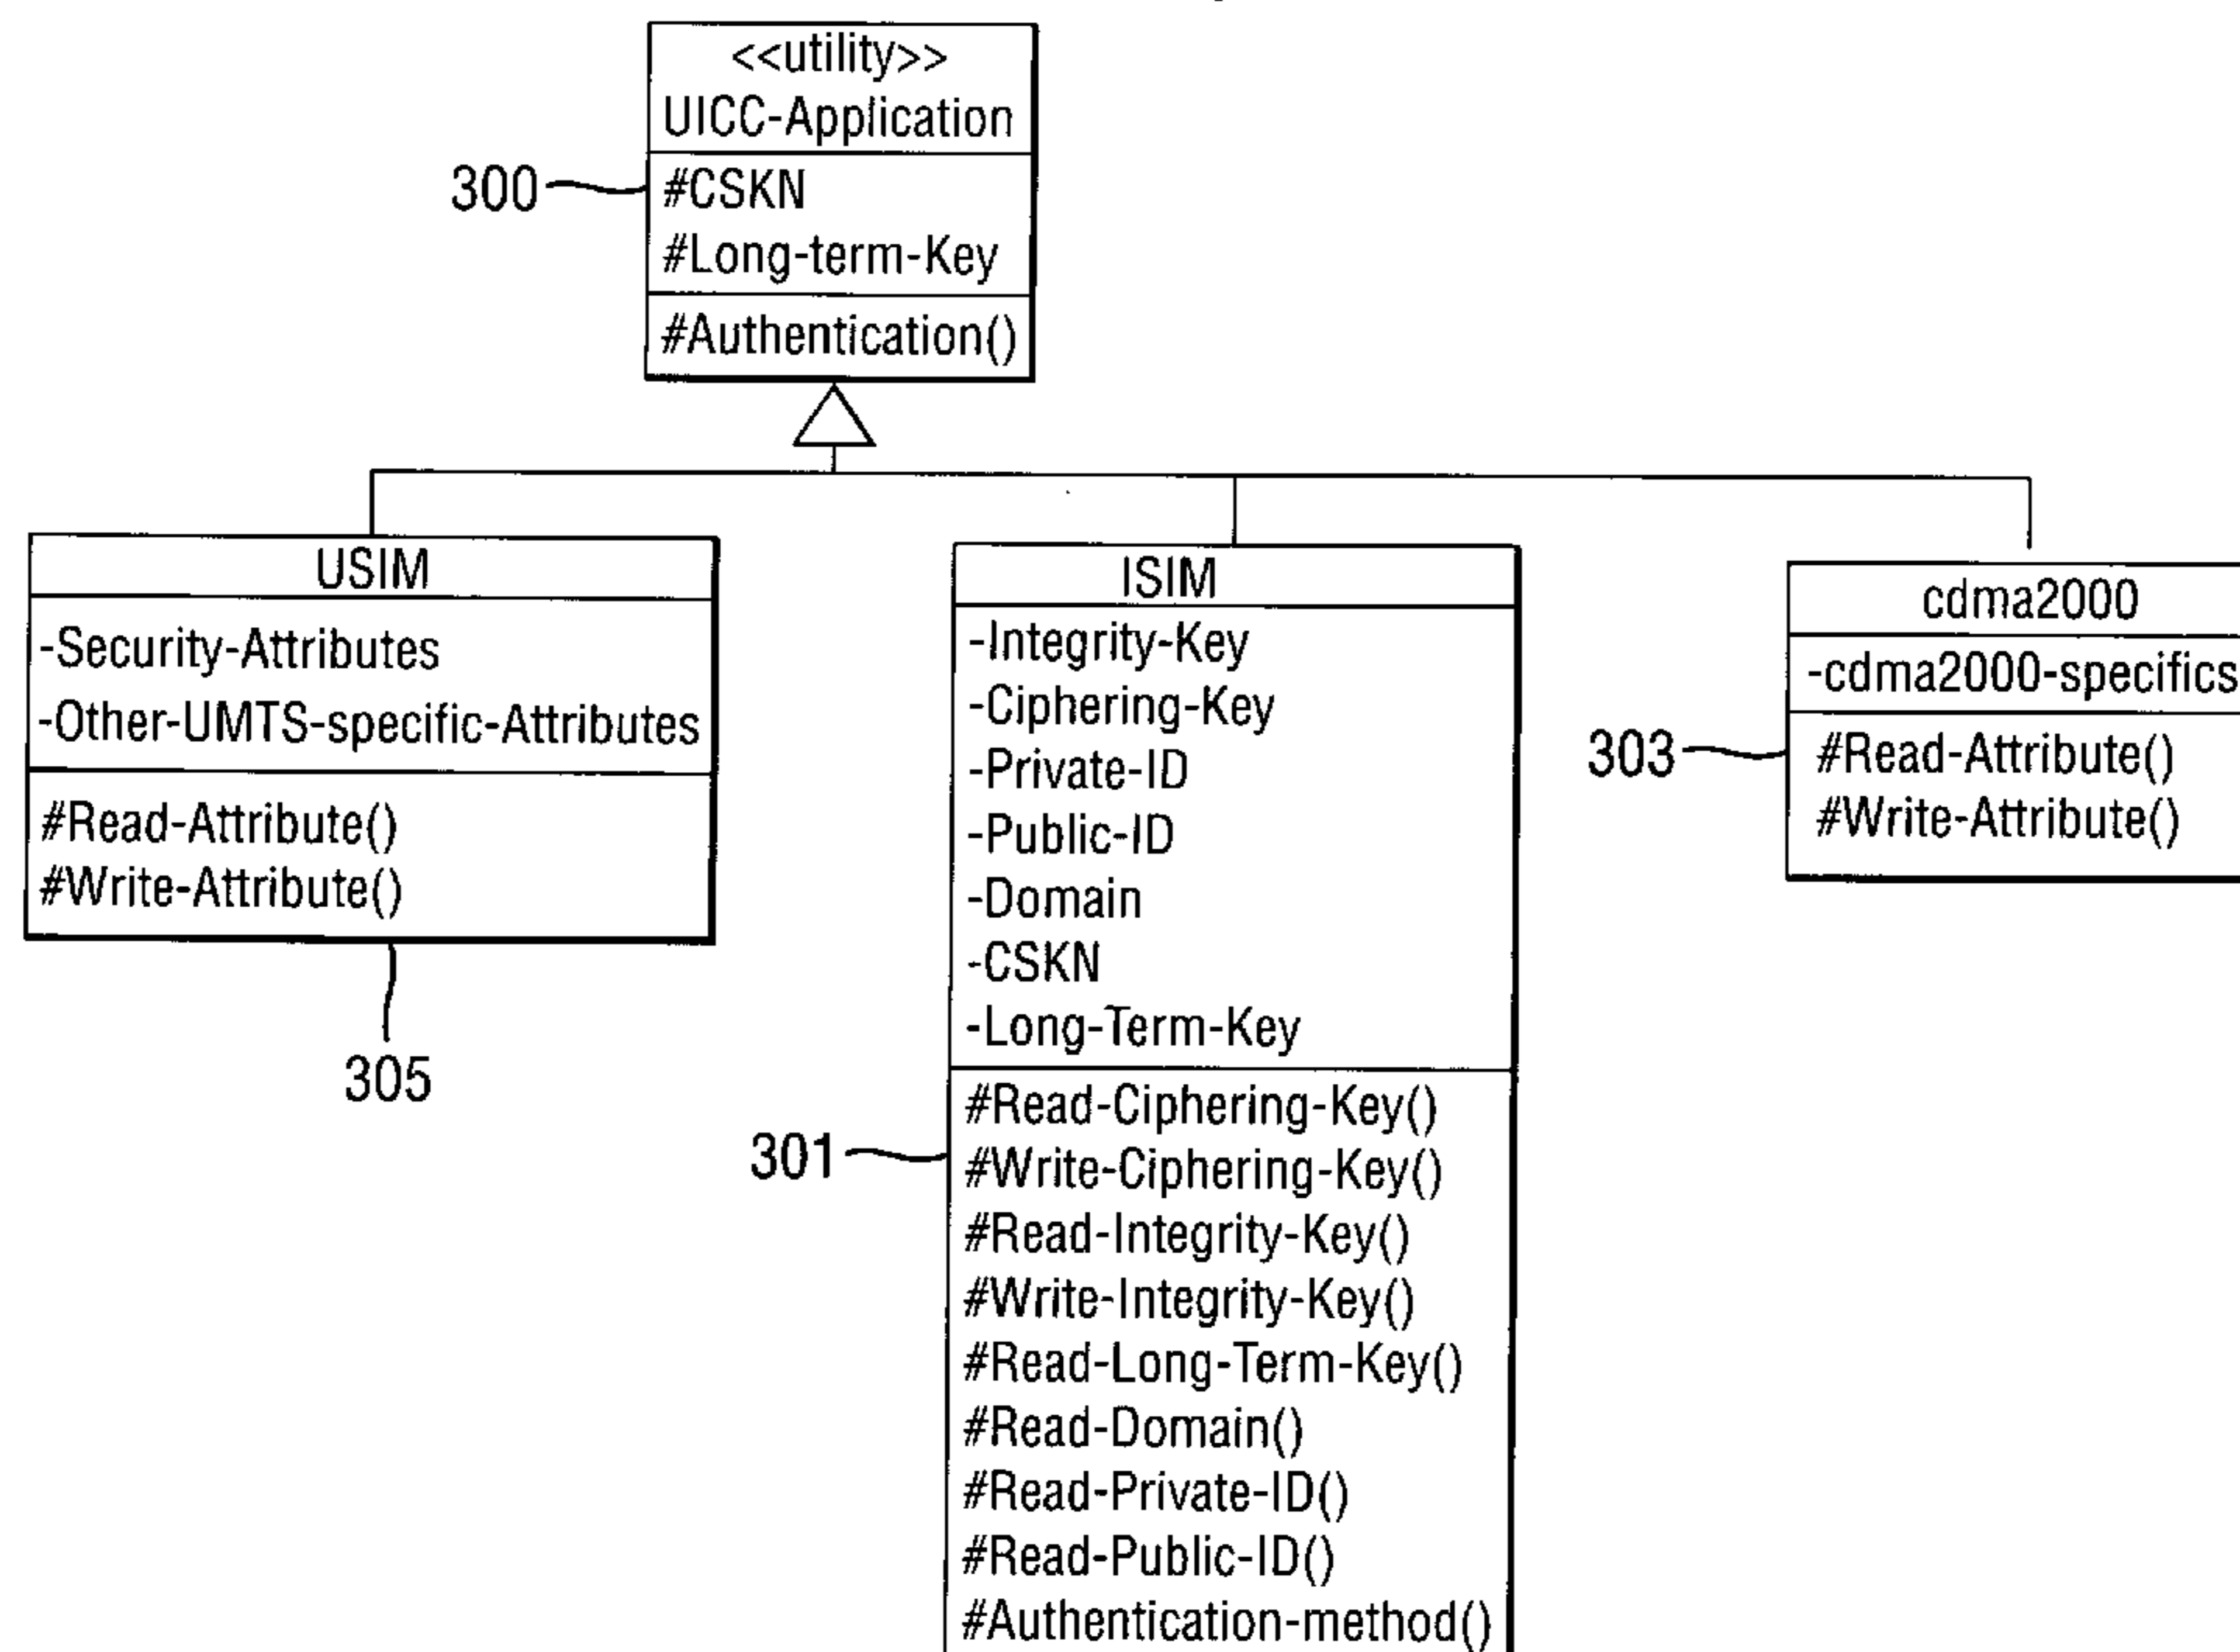 <<utility>>
UICC-Application
300
#CSKN
#Long-term-Key
#Authentication()
USIM
-Security-Attributes
-Other-UMTS-specific-Attributes
#Read-Attribute()
#Write-Attribute()
305
ISIM
-Integrity-Key
-Ciphering-Key
-Private-ID
-Public-ID
-Domain
-CSKN
-Long-Term-Key
301
#Read-Ciphering-Key()
#Write-Ciphering-Key()
#Read-Integrity-Key()
#Write-Integrity-Key()
#Read-Long-Term-Key()
#Read-Domain()
#Read-Private-ID()
#Read-Public-ID()
#Authentication-method()
cdma2000
-cdma2000-specifics
303
#Read-Attribute()
#Write-Attribute()